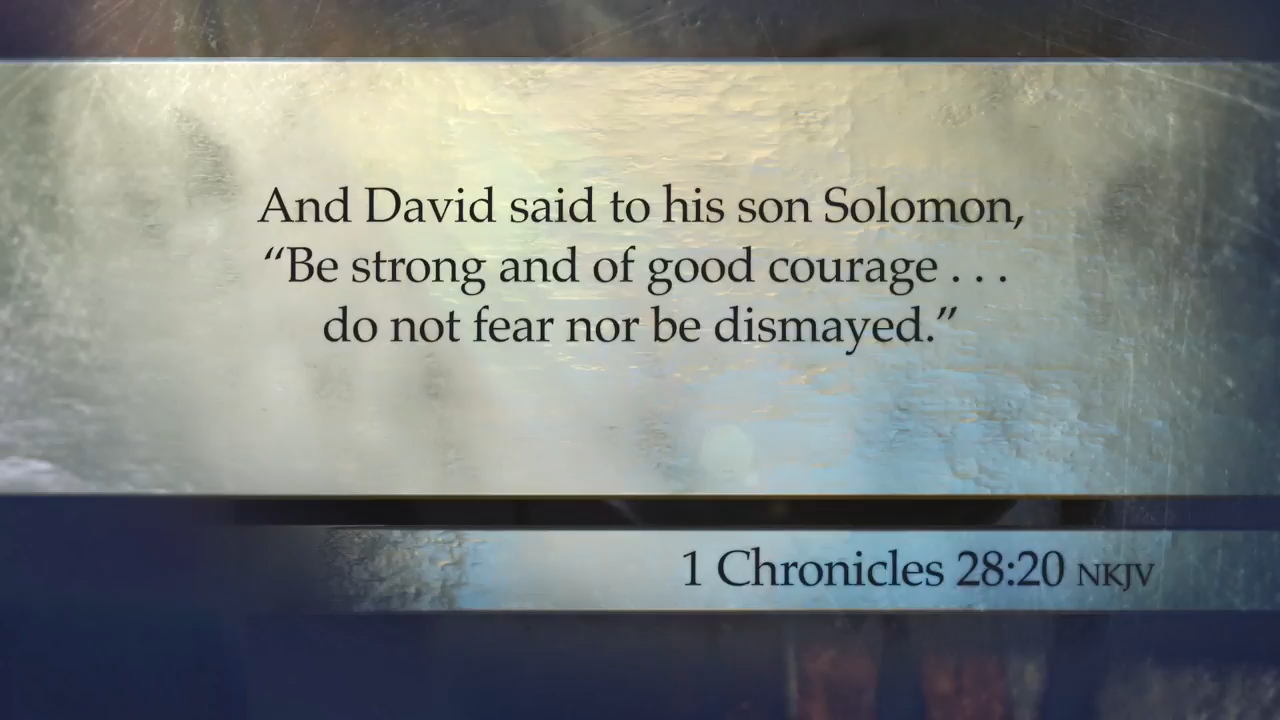 And David said to his son Solomon,
“Be strong and of good courage . . .
do not fear nor be dismayed.”
1 Chronicles 28:20 NKJV